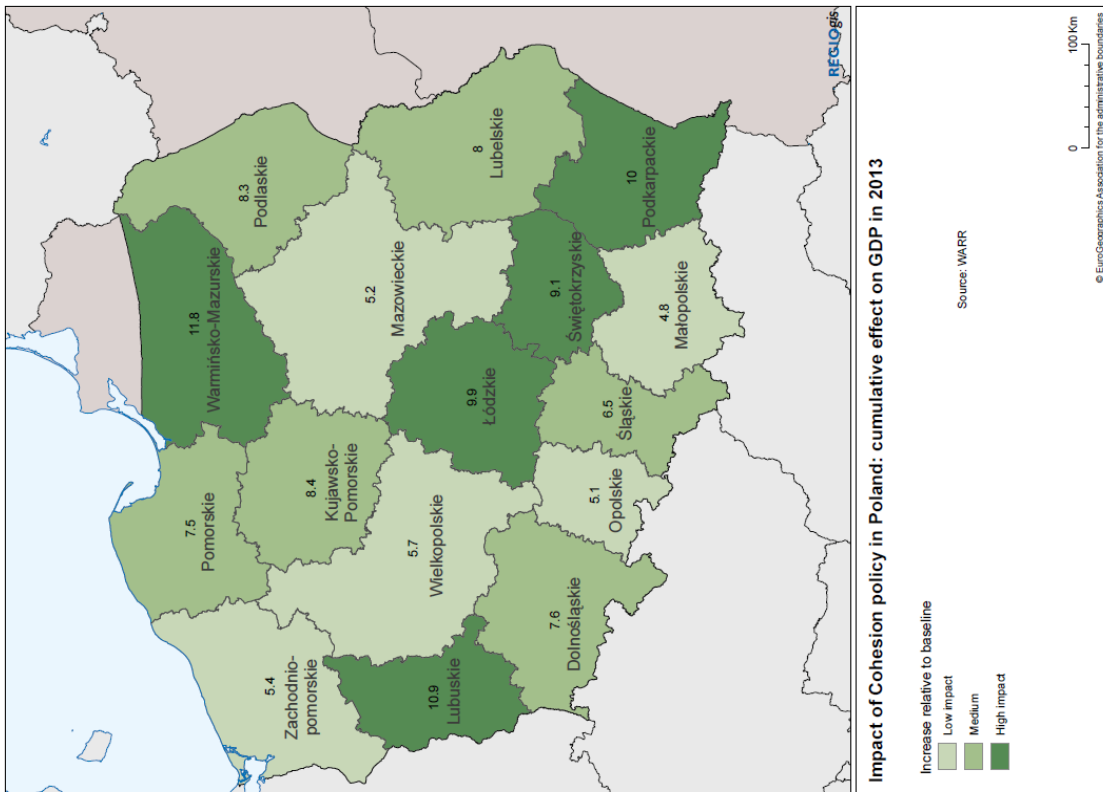 11.8
Warmińsko-Mazurskie
8.3
Podlaskie
7.5
Pomorskie
5.4
Zachodnio-
pomorskie
8.4
Kujawsko-
Pomorskie
5.2
Mazowieckie
5.7
Wielkopolskie
10.9
Lubuskie
9.9
Łódzkie
8
Lubelskie
7.6
Dolnośląskie
5.1
Opolskie
6.5
Śląskie
9.1
Świętokrzyskie
10
Podkarpackie
4.8
Małopolskie
REGIOgis
Impact of Cohesion policy in Poland: cumulative effect on GDP in 2013
Increase relative to baseline
Low impact
Medium
High impact
Source: WARR
0 100 Km
© EuroGeographics Association for the administrative boundaries